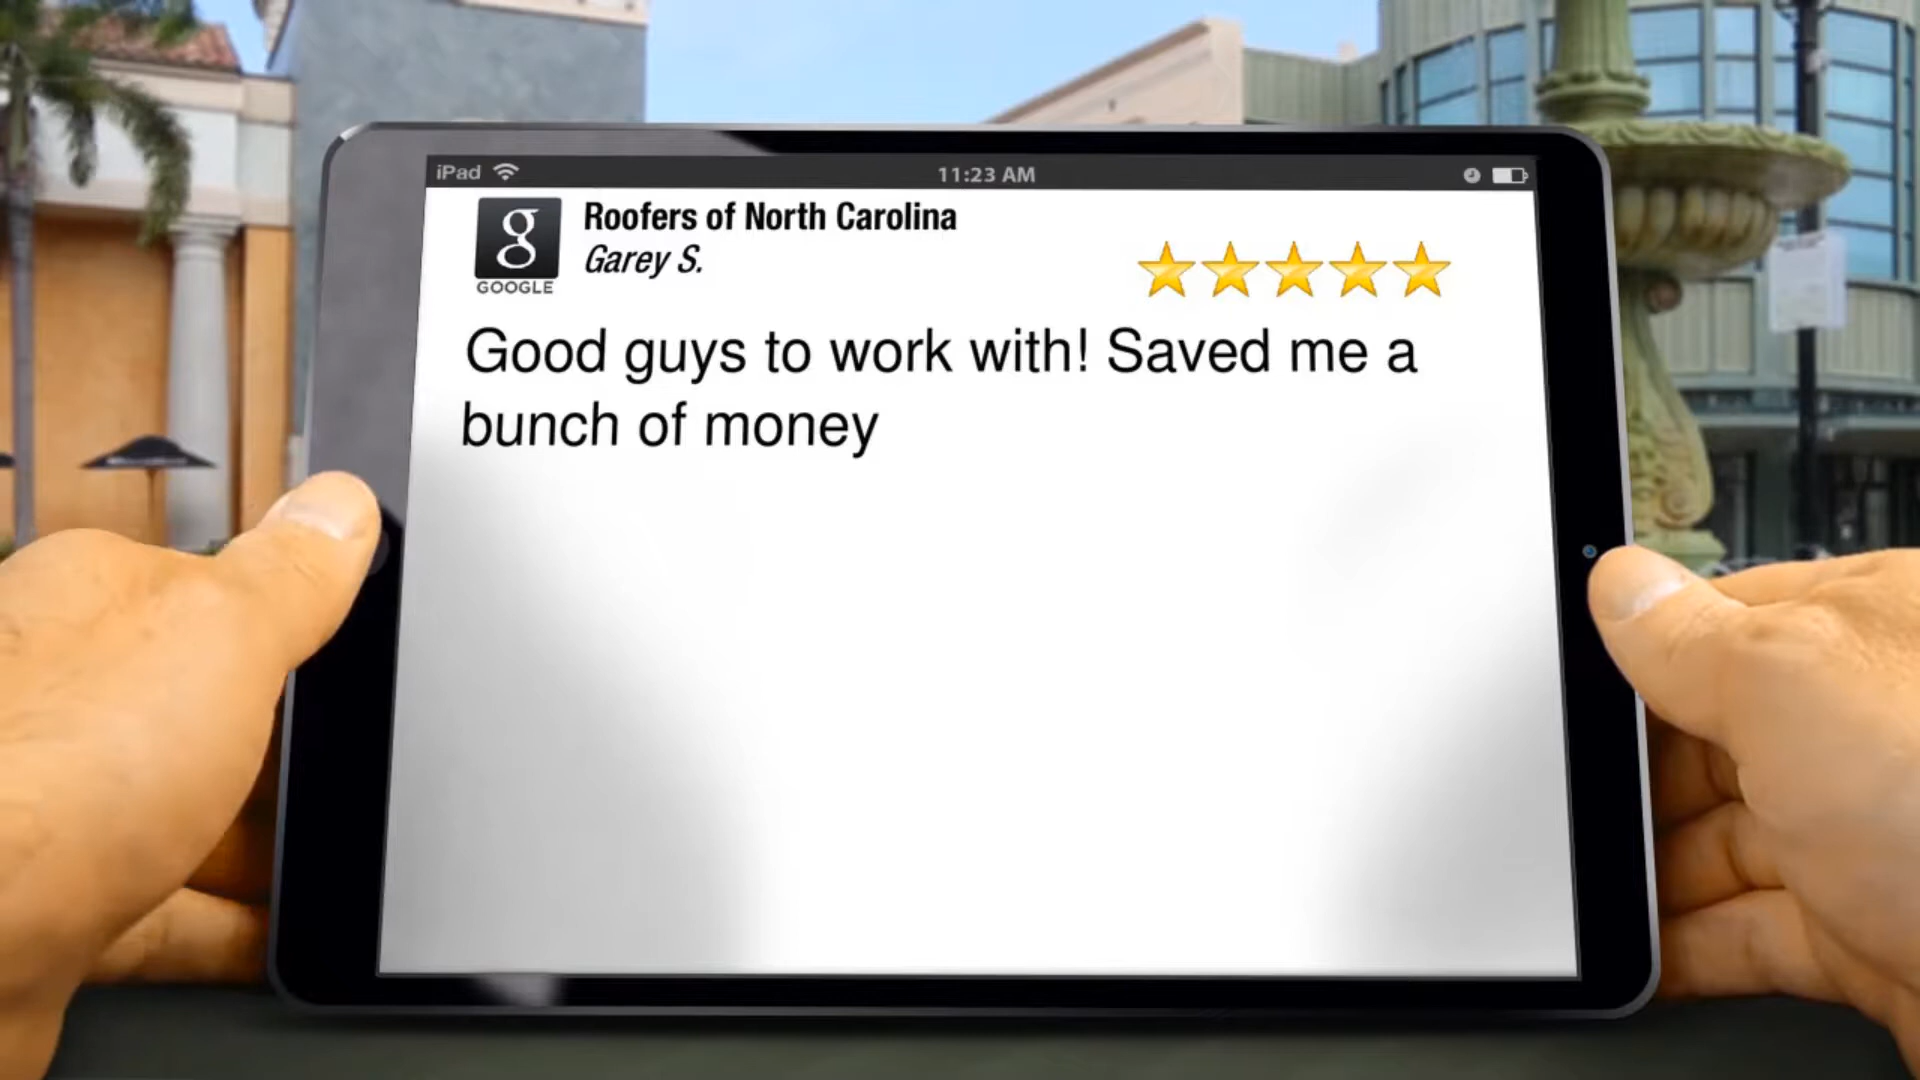 iPad
11:23 AM
g
GOOGLE
Roofers of North Carolina
Garey S.
Good guys to work with! Saved me a
bunch of money